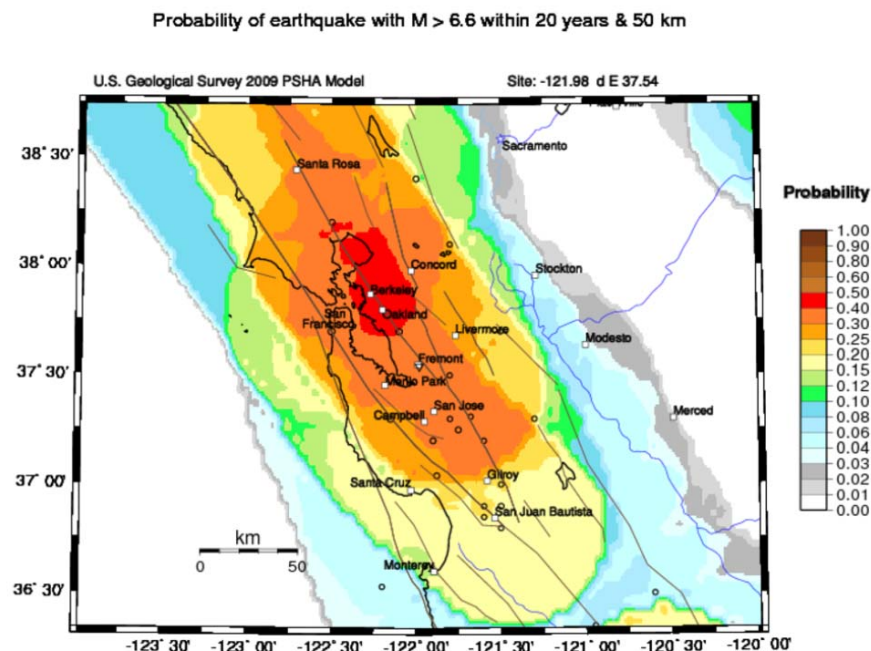 Probability of earthquake with M > 6.6 within 20 years & 50 km
U.S. Geological Survey 2009 PSHA Model
Site: -121.98 d E 37.54
Sacramento
38° 30'
Santa Rosa
Probability
1.00
0.90
0.80
0.60
0.50
0.40
0.30
0.25
0.20
0.15
0.12
0.10
0.08
0.06
0.04
0.03
0.02
0.01
0.00
38° 00'
Concord
Stockton
Berkeley
Oakland
San
Francisco
Livermore
Modesto
37° 30'
Fremont
Menlo Park
San Jose
Campbell
Merced
37° 00'
Gilroy
Santa Cruz
San Juan Bautista
km
0 50
Monterey
36° 30'
-123° 30' -123° 00' -122° 30' -122° 00' -121° 30' -121° 00' -120° 30' -120° 00'